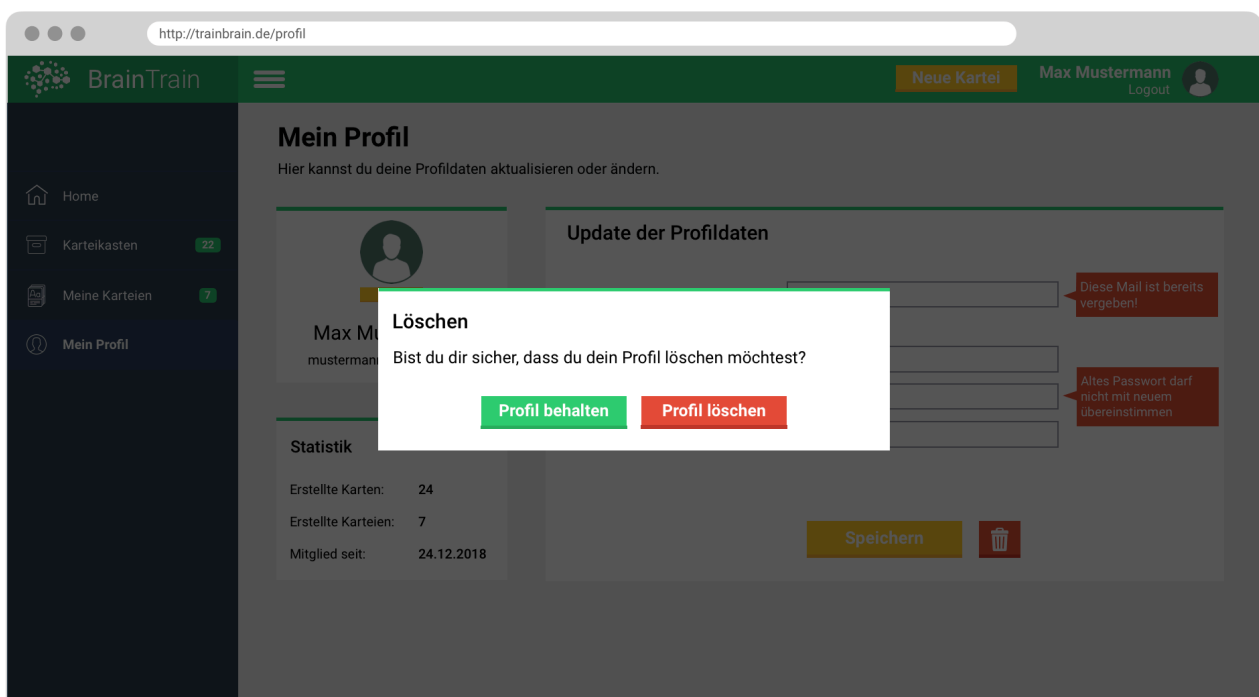 http://trainbrain.de/profil
BrainTrain
Neue Kartei
Max Mustermann
Logout
Home
Karteikasten 22
Meine Karteien 7
Mein Profil
Mein Profil
Hier kannst du deine Profildaten aktualisieren oder ändern.
Max
Statistik
Erstellte Karten: 24
Erstellte Karteien: 7
Mitglied seit: 24.12.2018
Update der Profildaten
Diese Mail ist bereits
vergeben!
Altes Passwort darf
nicht mit neuem
übereinstimmen
Speichern
Löschen
Bist du dir sicher, dass du dein Profil löschen möchtest?
Profil behalten
Profil löschen